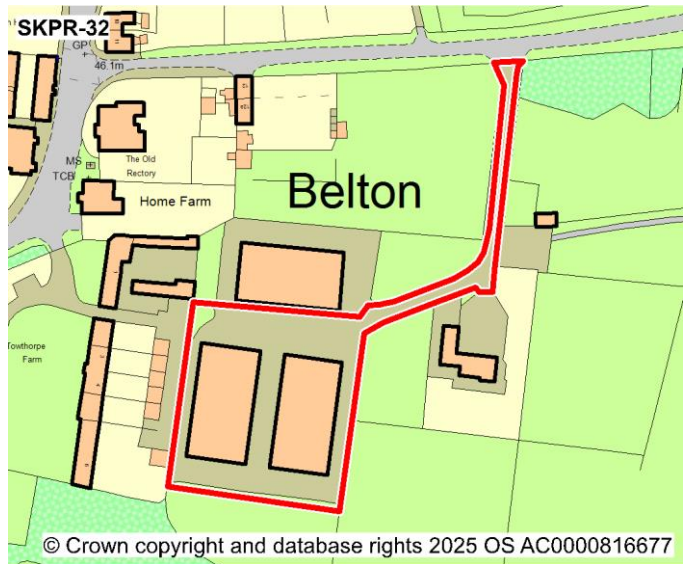 SKPR-32
GP
46.1m
MS
TCB
The Old
Rectory
Home Farm
Belton
Towthorpe
Farm
© Crown copyright and database rights 2025 OS AC0000816677